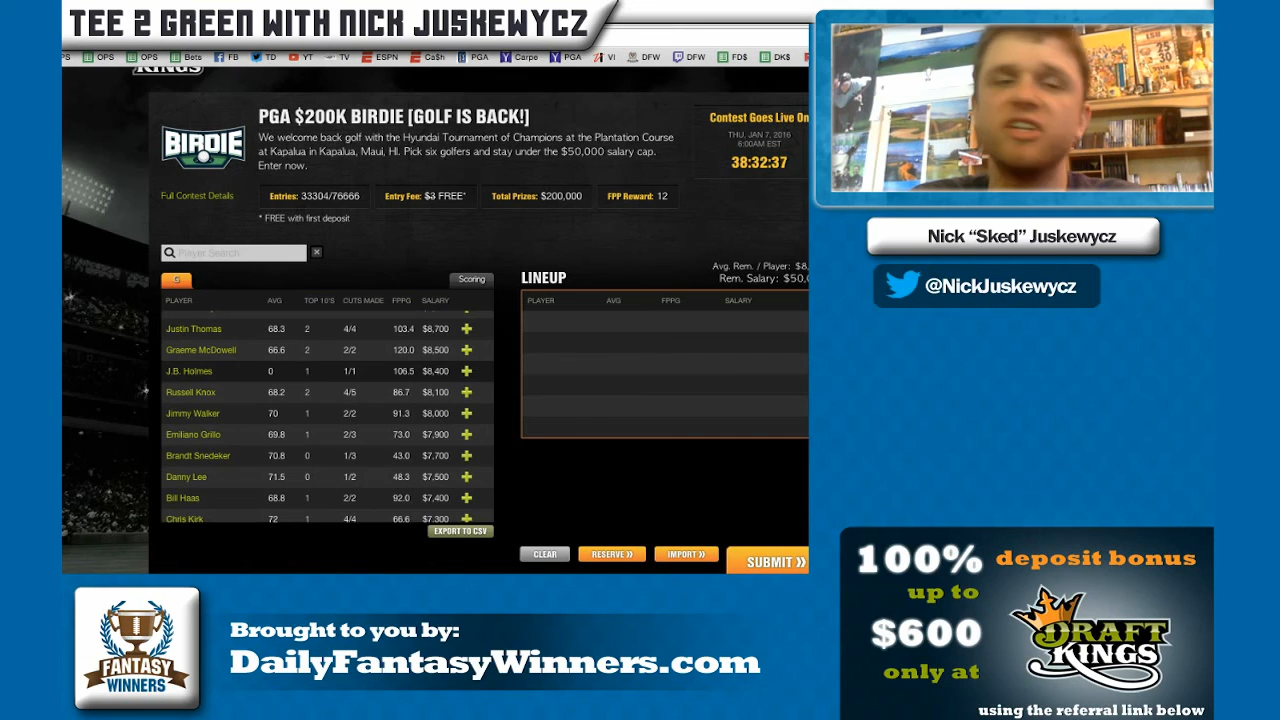 TEE 2 GREEN WITH NICK JUSKEWYCZ
OPS OPS Bets FB TD YT TV ESPN Ca$h PGA Carpe PGA VI DFW DFW FD$ DK$
KINGS
BIRDIE
PGA $200K BIRDIE [GOLF IS BACK!]
We welcome back golf with the Hyundai Tournament of Champions at the Plantation Course
at Kapalua in Kapalua, Maui, HI. Pick six golfers and stay under the $50,000 salary cap.
Enter now.
Contest Goes Live On
THU, JAN 7, 2016
6:00AM EST
38:32:37
Full Contest Details
Entries: 33304/76666
Entry Fee: $3 FREE*
Total Prizes: $200,000
FPP Reward: 12
* FREE with first deposit
Player Search
G
Scoring
PLAYER AVG TOP 10'S CUTS MADE FPPG SALARY
Justin Thomas 68.3 2 4/4 103.4 $8,700
Graeme McDowell 66.6 2 2/2 120.0 $8,500
J.B. Holmes 0 1 1/1 106.5 $8,400
Russell Knox 68.2 2 4/5 86.7 $8,100
Jimmy Walker 70 1 2/2 91.3 $8,000
Emiliano Grillo 69.8 1 2/3 73.0 $7,900
Brandt Snedeker 70.8 0 1/3 43.0 $7,700
Danny Lee 71.5 0 1/2 48.3 $7,500
Bill Haas 68.8 1 2/2 92.0 $7,400
Chris Kirk 72 1 4/4 66.6 $7,300
EXPORT TO CSV
LINEUP
Avg. Rem. / Player: $8,
Rem. Salary: $50,0
PLAYER AVG FPPG SALARY
CLEAR
RESERVE »
IMPORT »
SUBMIT »
Nick “Sked” Juskewycz
@NickJuskewycz
FANTASY
WINNERS
Brought to you by:
DailyFantasyWinners.com
100% deposit bonus
up to
$600
only at
DRAFT
KINGS
using the referral link below